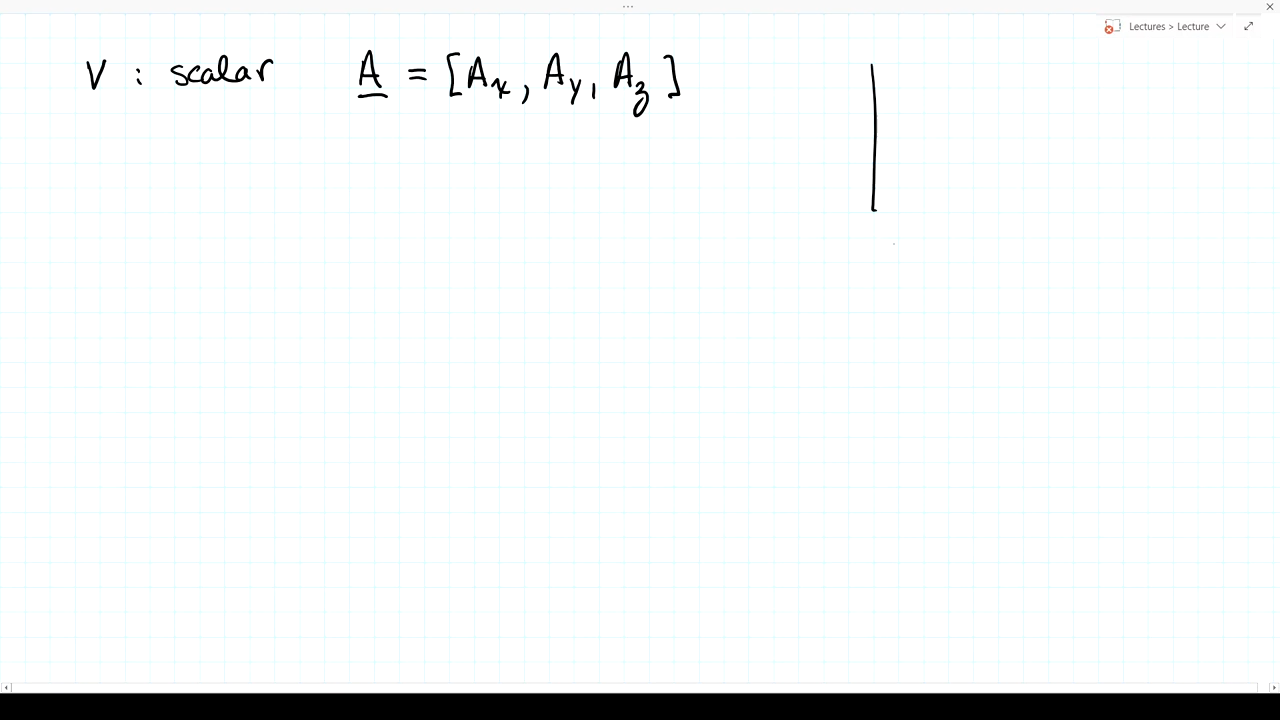 Lectures > Lecture
V : scalar A = [Ax, Ay, Az]